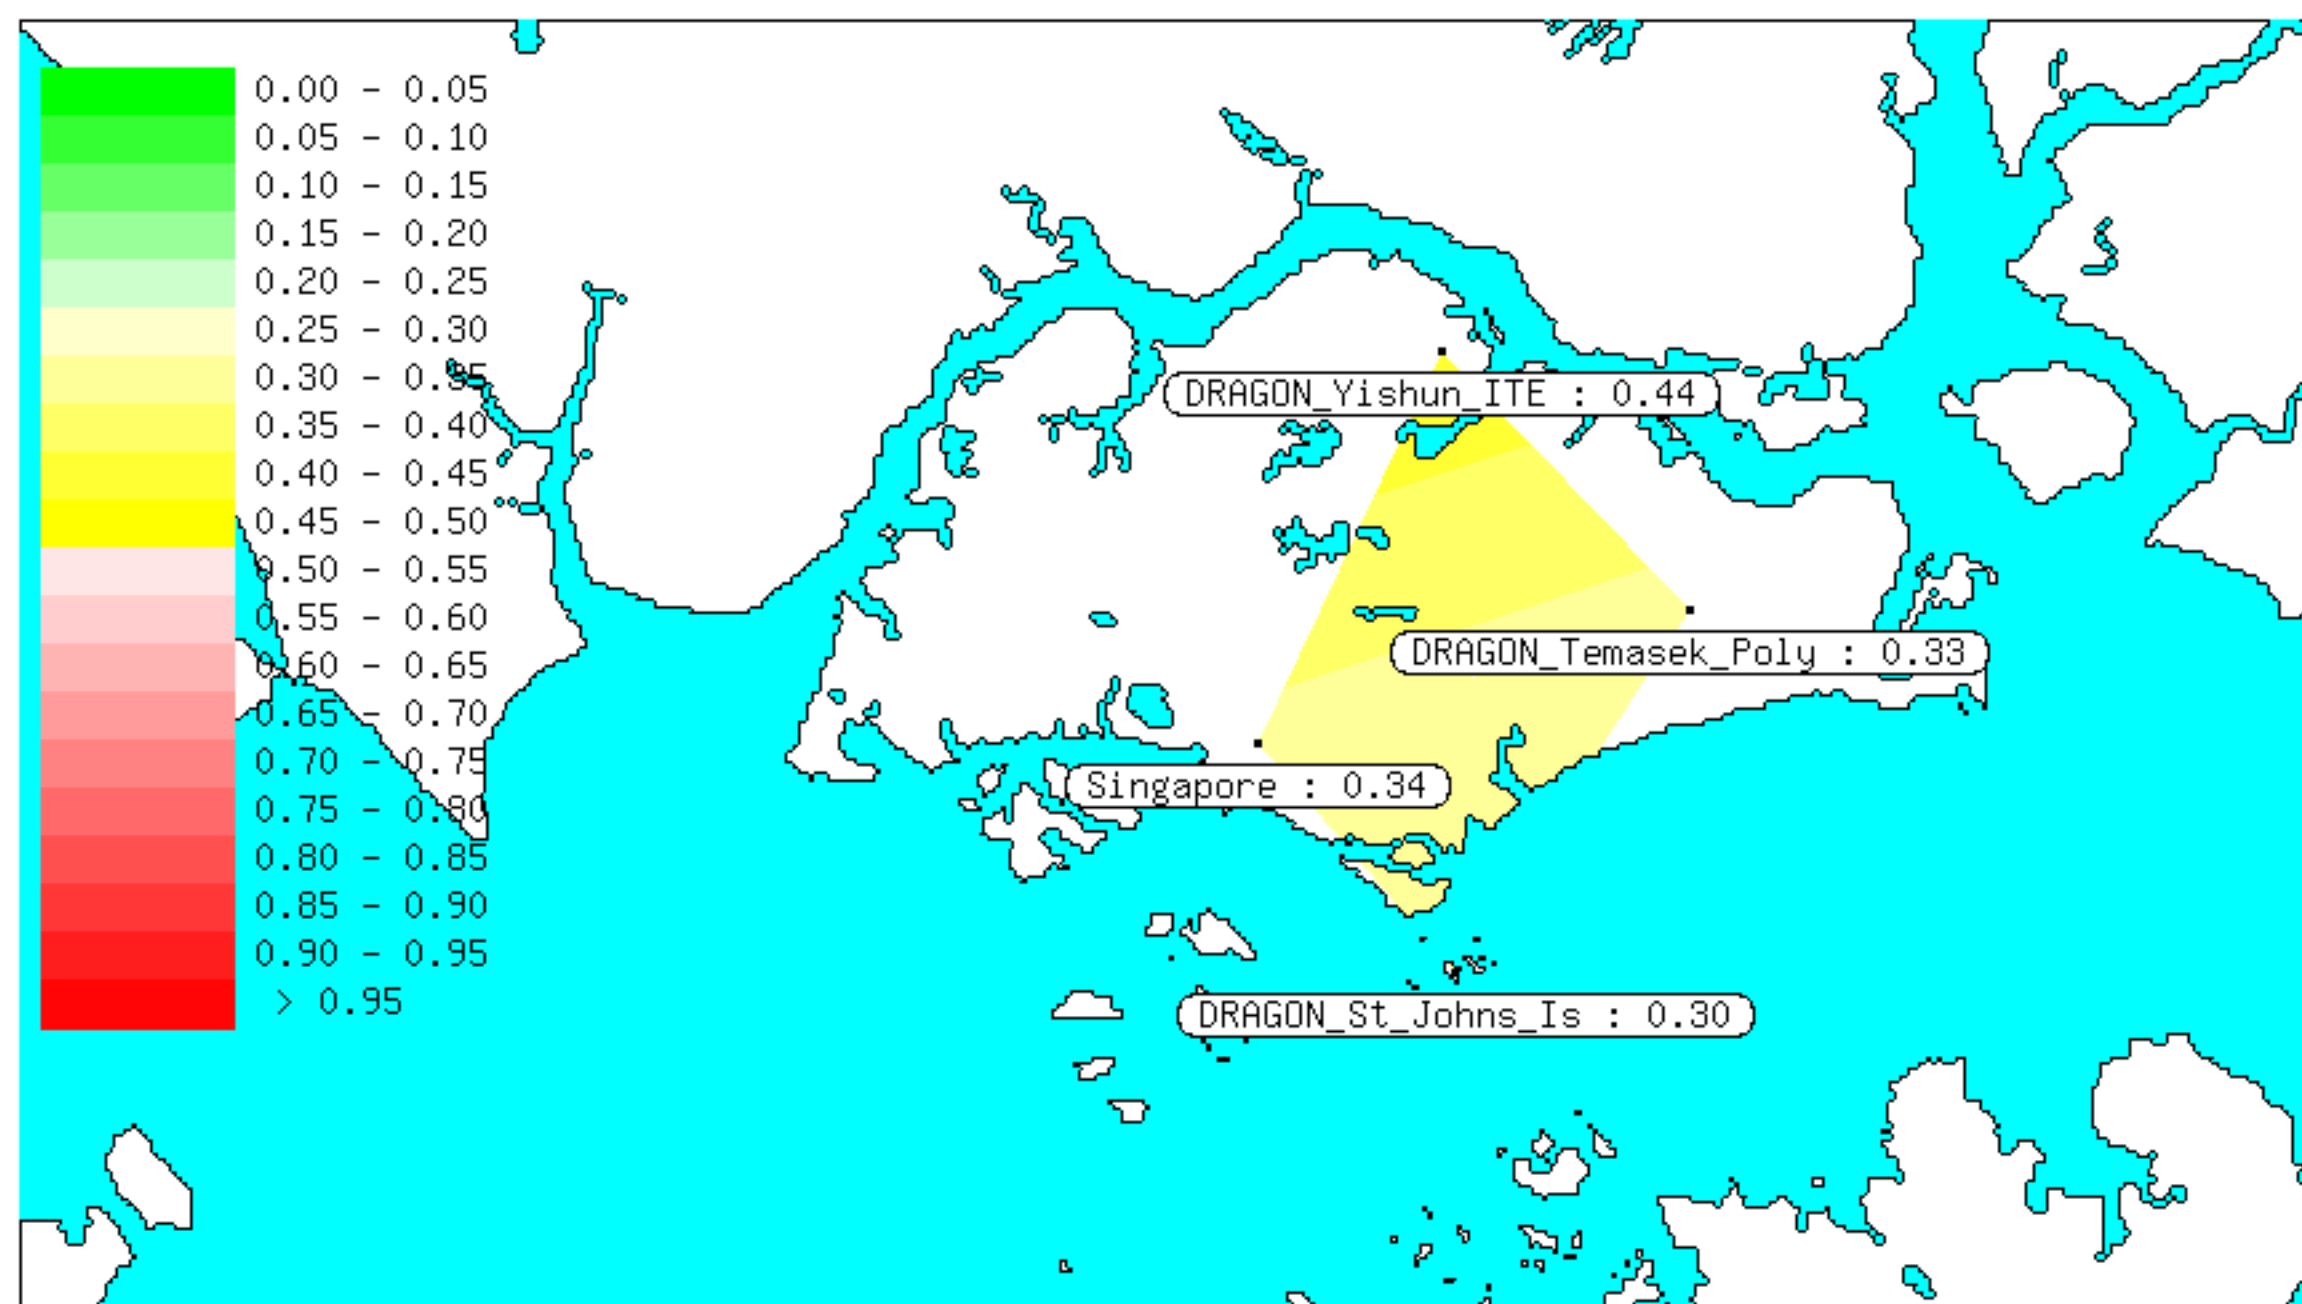 0.00 - 0.05
0.05 - 0.10
0.10 - 0.15
0.15 - 0.20
0.20 - 0.25
0.25 - 0.30
0.30 - 0.35
0.35 - 0.40
0.40 - 0.45
0.45 - 0.50
0.50 - 0.55
0.55 - 0.60
0.60 - 0.65
0.65 - 0.70
0.70 - 0.75
0.75 - 0.80
0.80 - 0.85
0.85 - 0.90
0.90 - 0.95
> 0.95
DRAGON_Yishun_ITE : 0.44
DRAGON_Temasek_Poly : 0.33
Singapore : 0.34
DRAGON_St_Johns_Is : 0.30